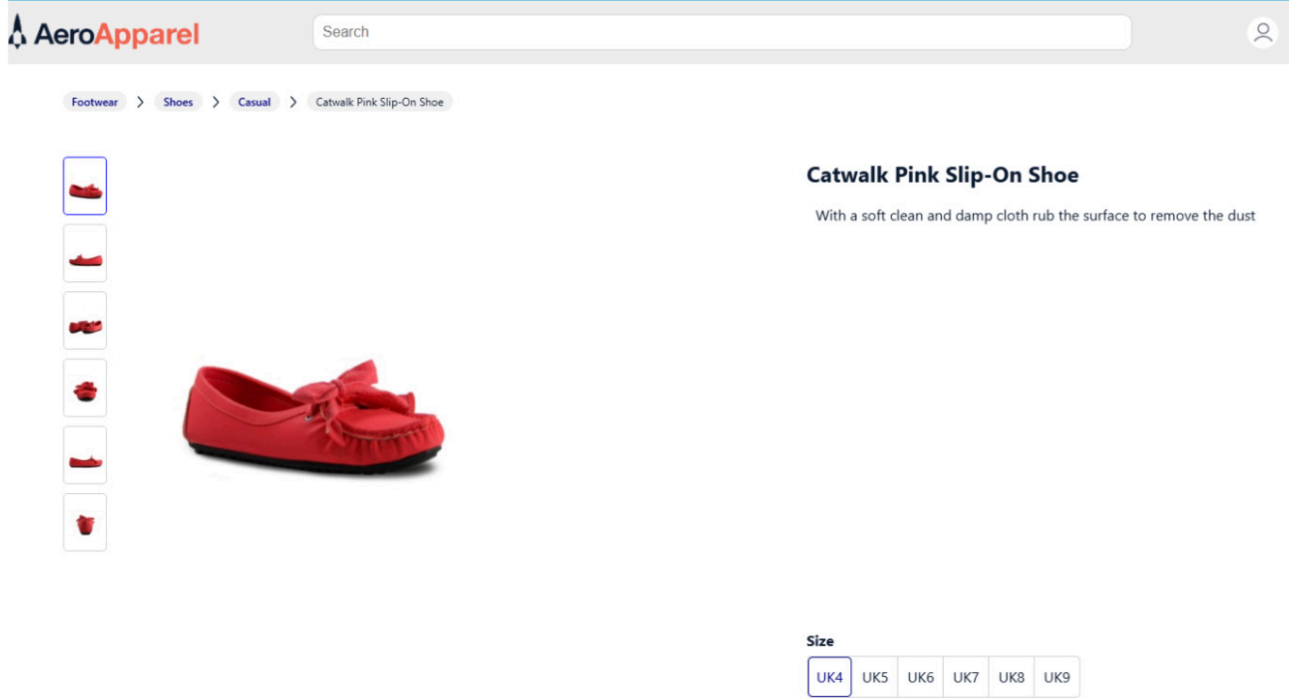 AeroApparel
Search
Footwear > Shoes > Casual > Catwalk Pink Slip-On Shoe
Catwalk Pink Slip-On Shoe
With a soft clean and damp cloth rub the surface to remove the dust
Size
UK4 UK5 UK6 UK7 UK8 UK9